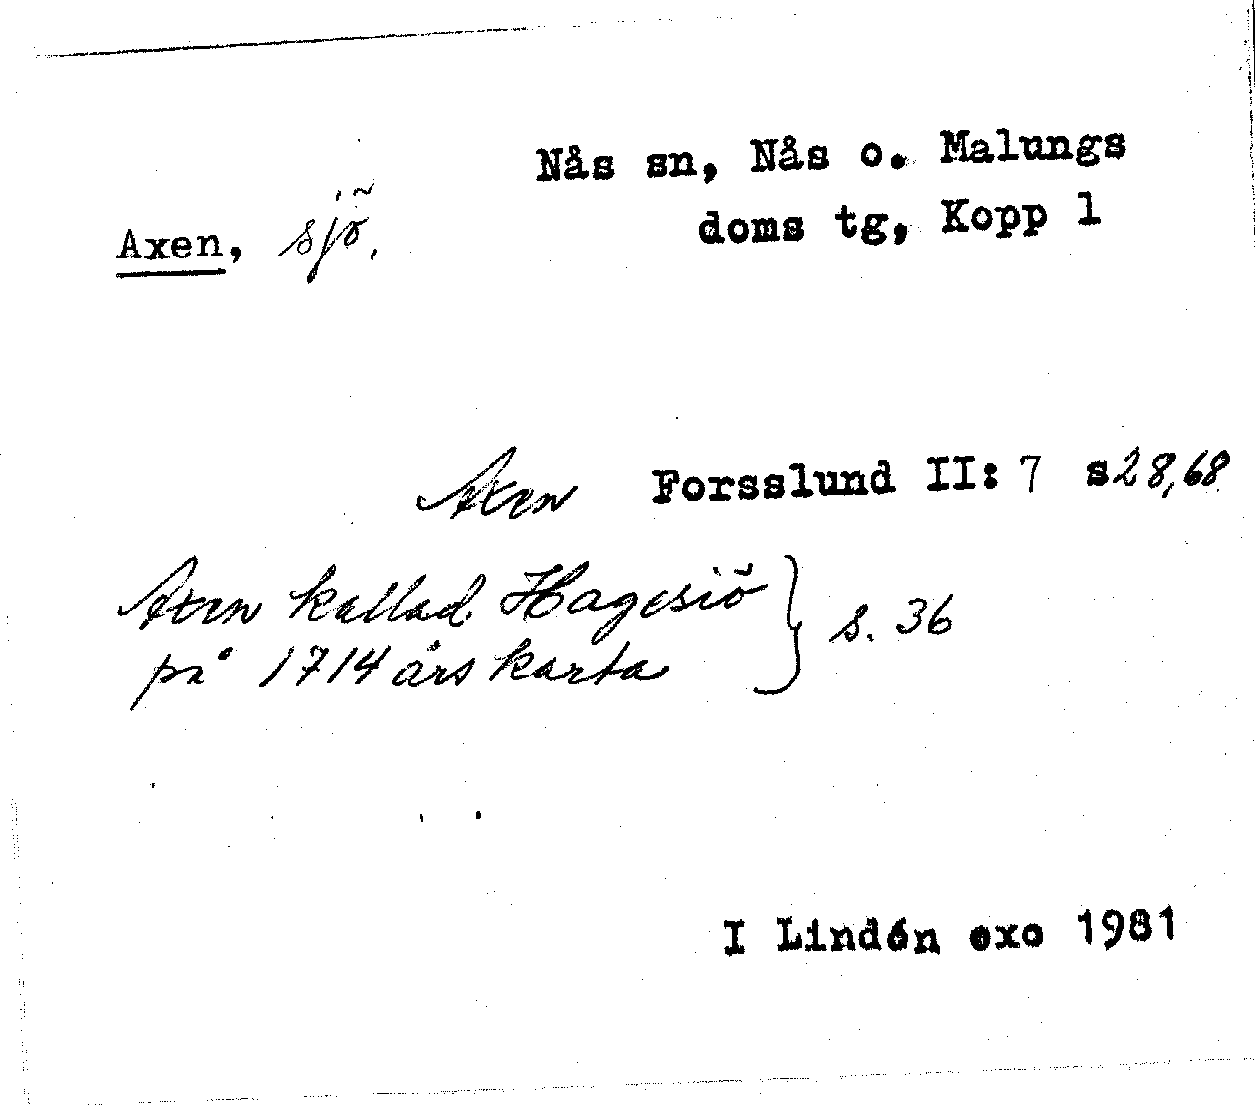 Nås sn, Nås o. Malungs
doms tg, Kopp l
Axen, sjö.
Axen Forsslund II: 7 s 28, 68
Axen kallad Hagesiö } s. 36
på 1714 års karta
I Lindén exc 1981